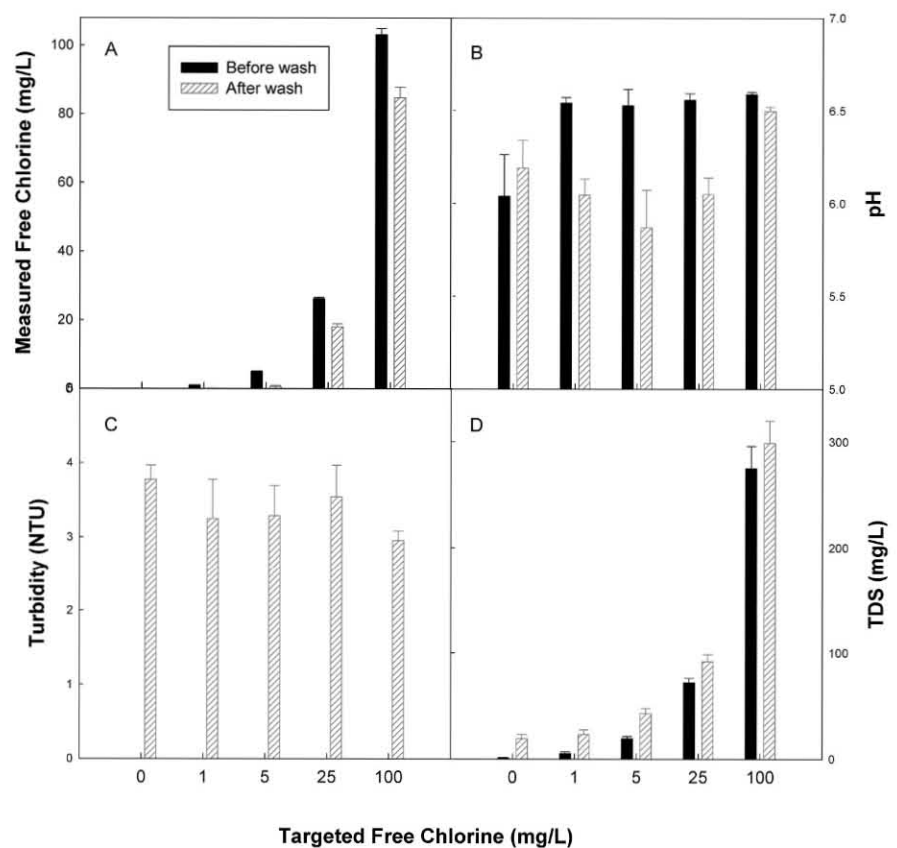 A
Before wash
After wash
B
Measured Free Chlorine (mg/L)
100
80
60
40
20
7.0
6.5
6.0
5.5
5.0
pH
C
D
Turbidity (NTU)
4
3
2
1
0
300
200
100
0
TDS (mg/L)
0 1 5 25 100
0 1 5 25 100
Targeted Free Chlorine (mg/L)